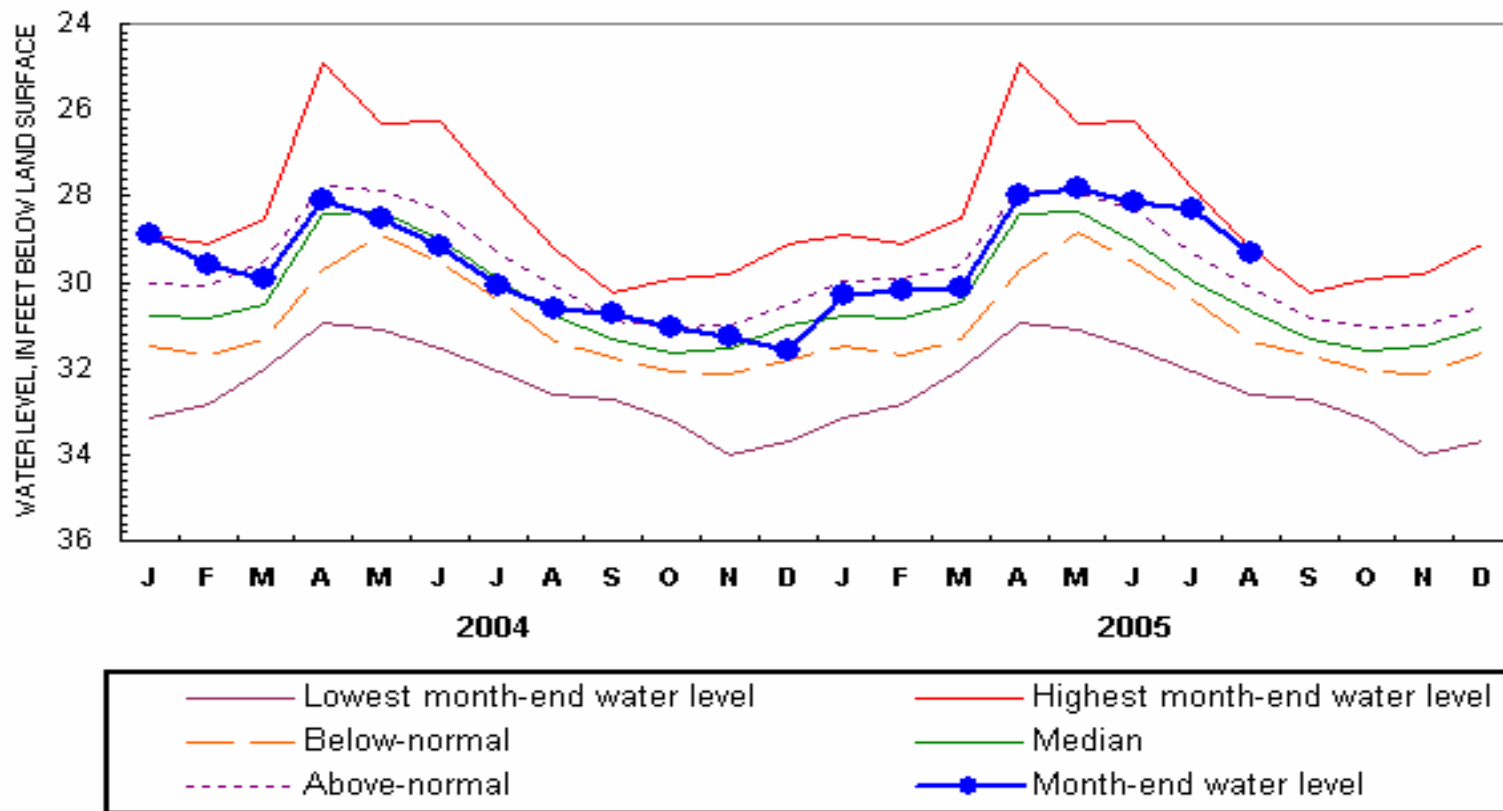 WATER LEVEL, IN FEET BELOW LAND SURFACE
24
26
28
30
32
34
36
J F M A M J J A S O N D J F M A M J J A S O N D
2004 2005
Lowest month-end water level Highest month-end water level
Below-normal Median
Above-normal Month-end water level